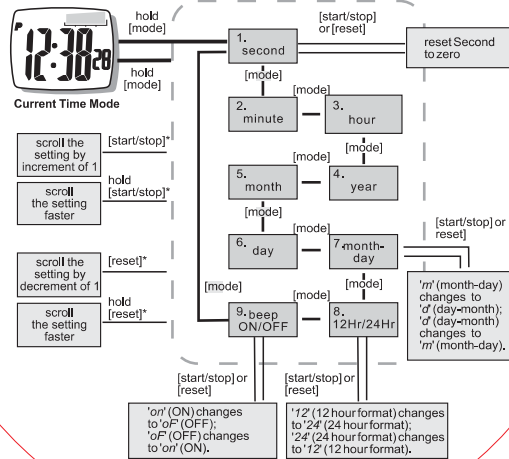 hold
[mode]
[start/stop]
or[reset]
P
12:38 28
1.
second
reset Second
to zero
hold
[mode]
[mode]
Current Time Mode
2.
minute
[mode]
3.
hour
scroll the
setting by
increment of 1
[start/stop]*
[mode]
[mode]
scroll
the setting
faster
hold
[start/stop]*
5.
month
4.
year
[mode]
[start/stop] or
reset]
6.
day
[mode]
7.month-
day
scroll the
setting by
decrement of 1
[reset]*
[mode]
[mode]
[mode]
'm' (month-day)
changes to
'd' (day-month);
'd' (day-month)
changes to
'm' (month-day).
scroll
the setting
faster
hold
[reset]*
9.beep
ON/OFF
8.
12Hr/24Hr
[start/stop] or
[reset]
[start/stop] or
[reset]
'on' (ON) changes
to 'oF' (OFF);
'oF' (OFF) changes
to 'on' (ON).
'12' (12 hour format) changes
to '24' (24 hour format);
'24' (24 hour format) changes
to '12' (12 hour format).